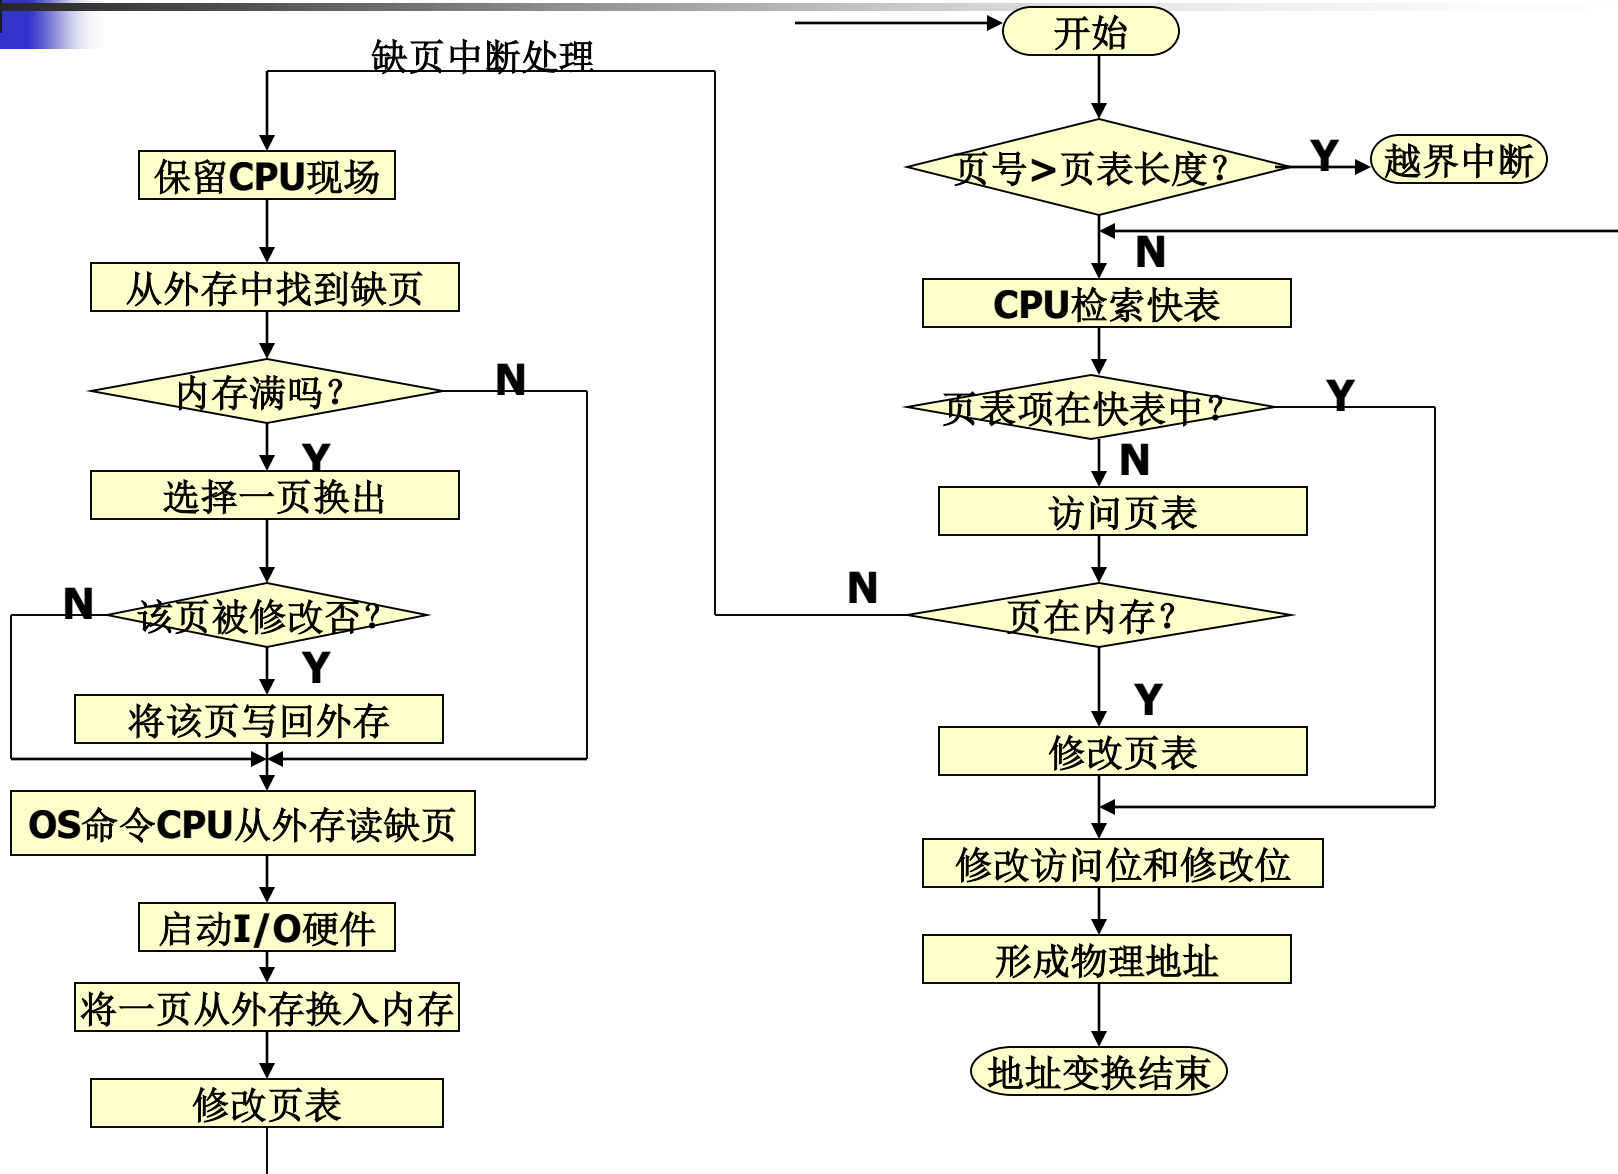 缺页中断处理
保留CPU现场
从外存中找到缺页
内存满吗?
N
Y
选择一页换出
N
该页被修改否?
Y
将该页写回外存
OS命令CPU从外存读缺页
启动I/O硬件
将一页从外存换入内存
修改页表
开始
页号>页表长度?
Y
越界中断
N
CPU检索快表
页表项在快表中?
Y
N
访问页表
N
页在内存?
Y
修改页表
修改访问位和修改位
形成物理地址
地址变换结束